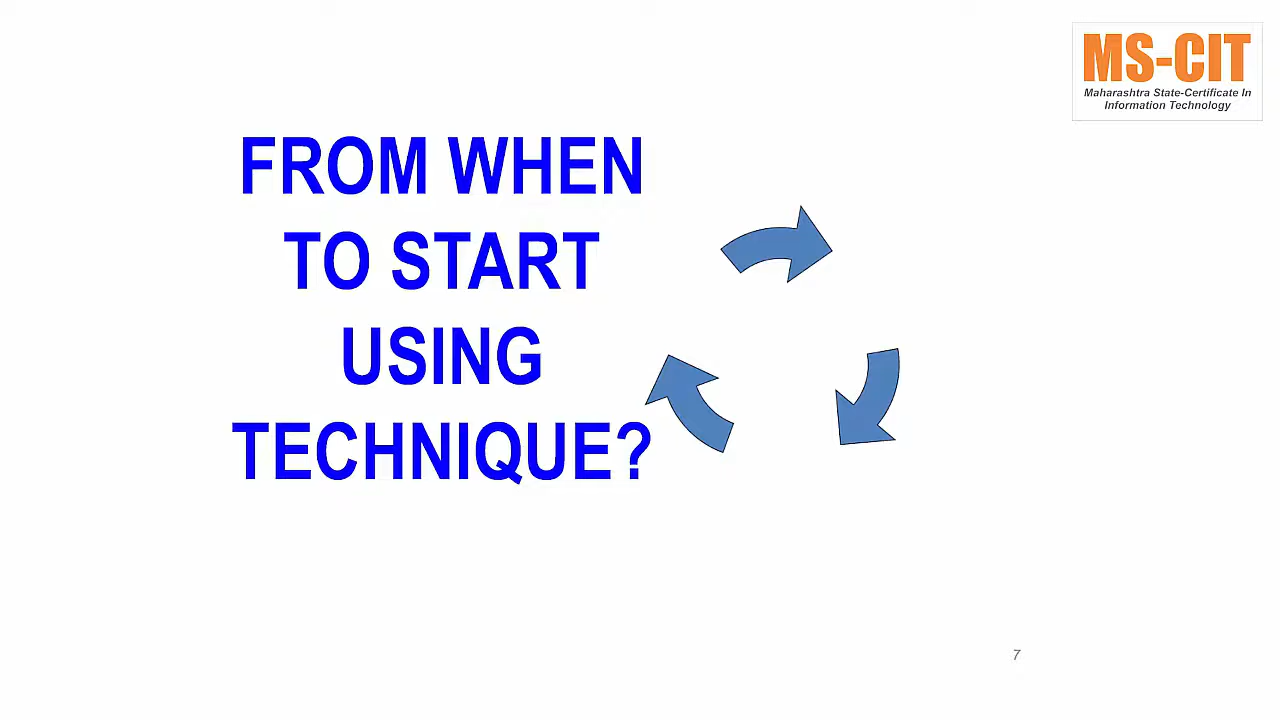 MS-CIT
Maharashtra State-Certificate In
Information Technology
FROM WHEN
TO START
USING
TECHNIQUE?
7